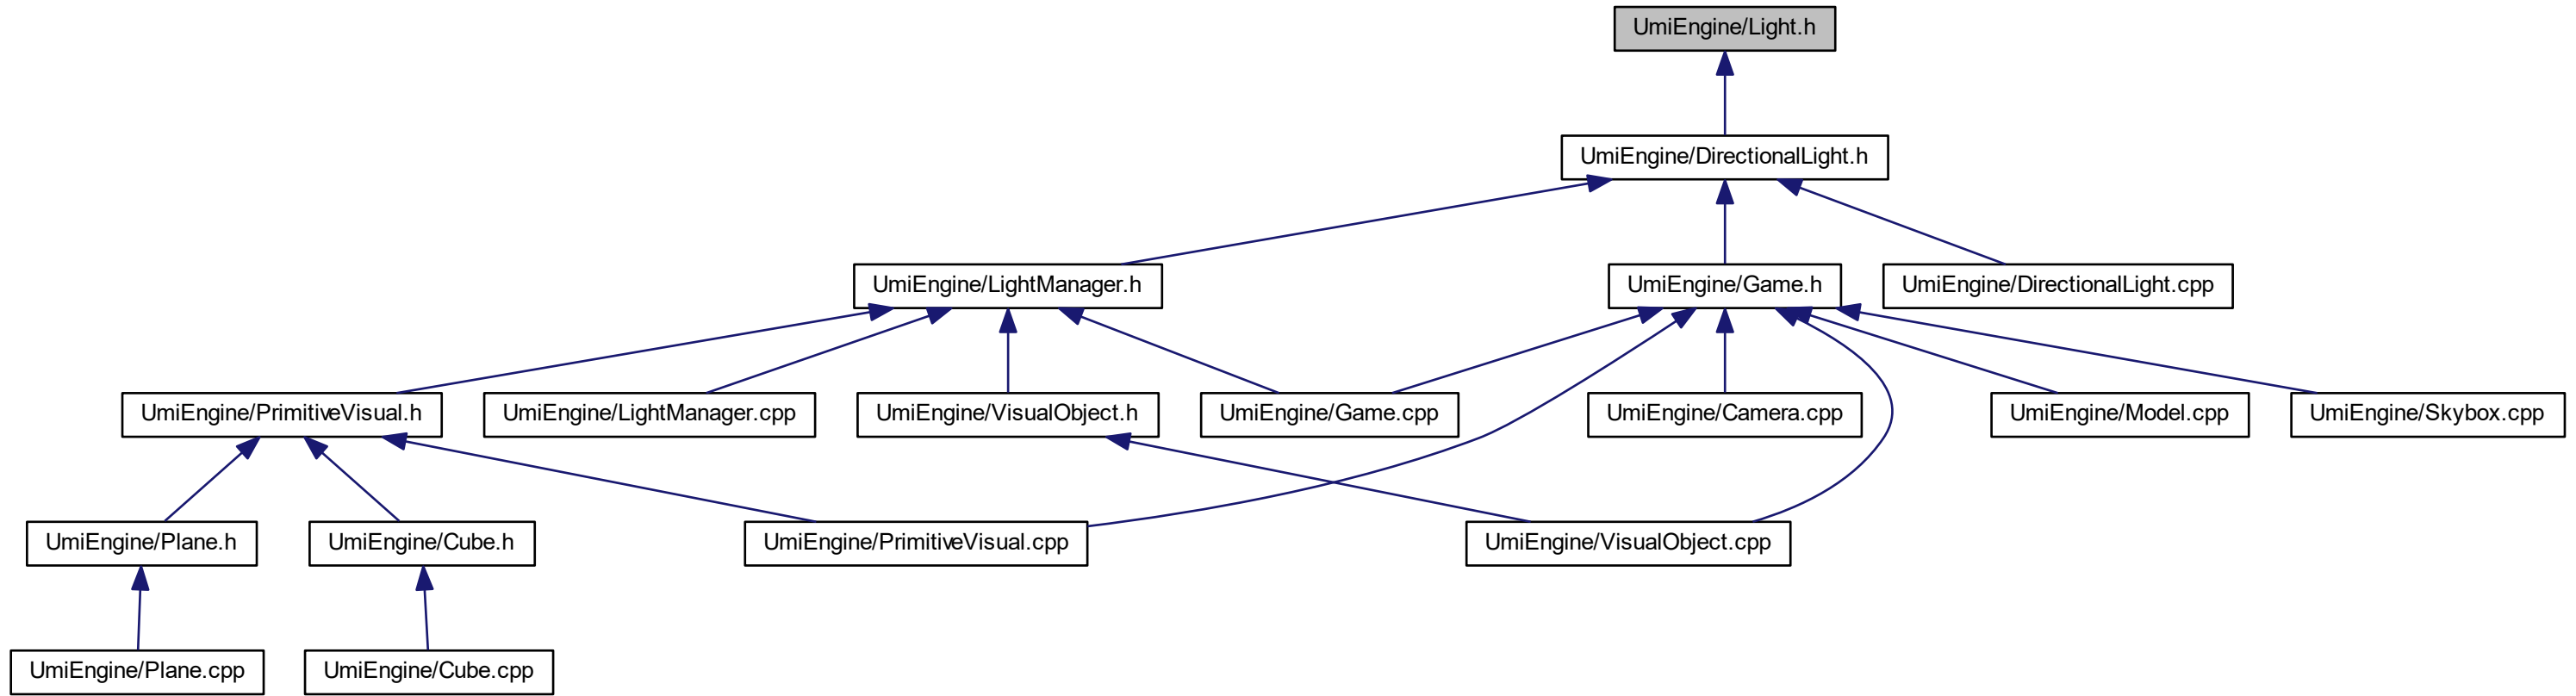 UmiEngine/Light.h
UmiEngine/DirectionalLight.h
UmiEngine/LightManager.h
UmiEngine/Game.h
UmiEngine/DirectionalLight.cpp
UmiEngine/PrimitiveVisual.h
UmiEngine/LightManager.cpp
UmiEngine/VisualObject.h
UmiEngine/Game.cpp
UmiEngine/Camera.cpp
UmiEngine/Model.cpp
UmiEngine/Skybox.cpp
UmiEngine/Plane.h
UmiEngine/Cube.h
UmiEngine/PrimitiveVisual.cpp
UmiEngine/VisualObject.cpp
UmiEngine/Plane.cpp
UmiEngine/Cube.cpp